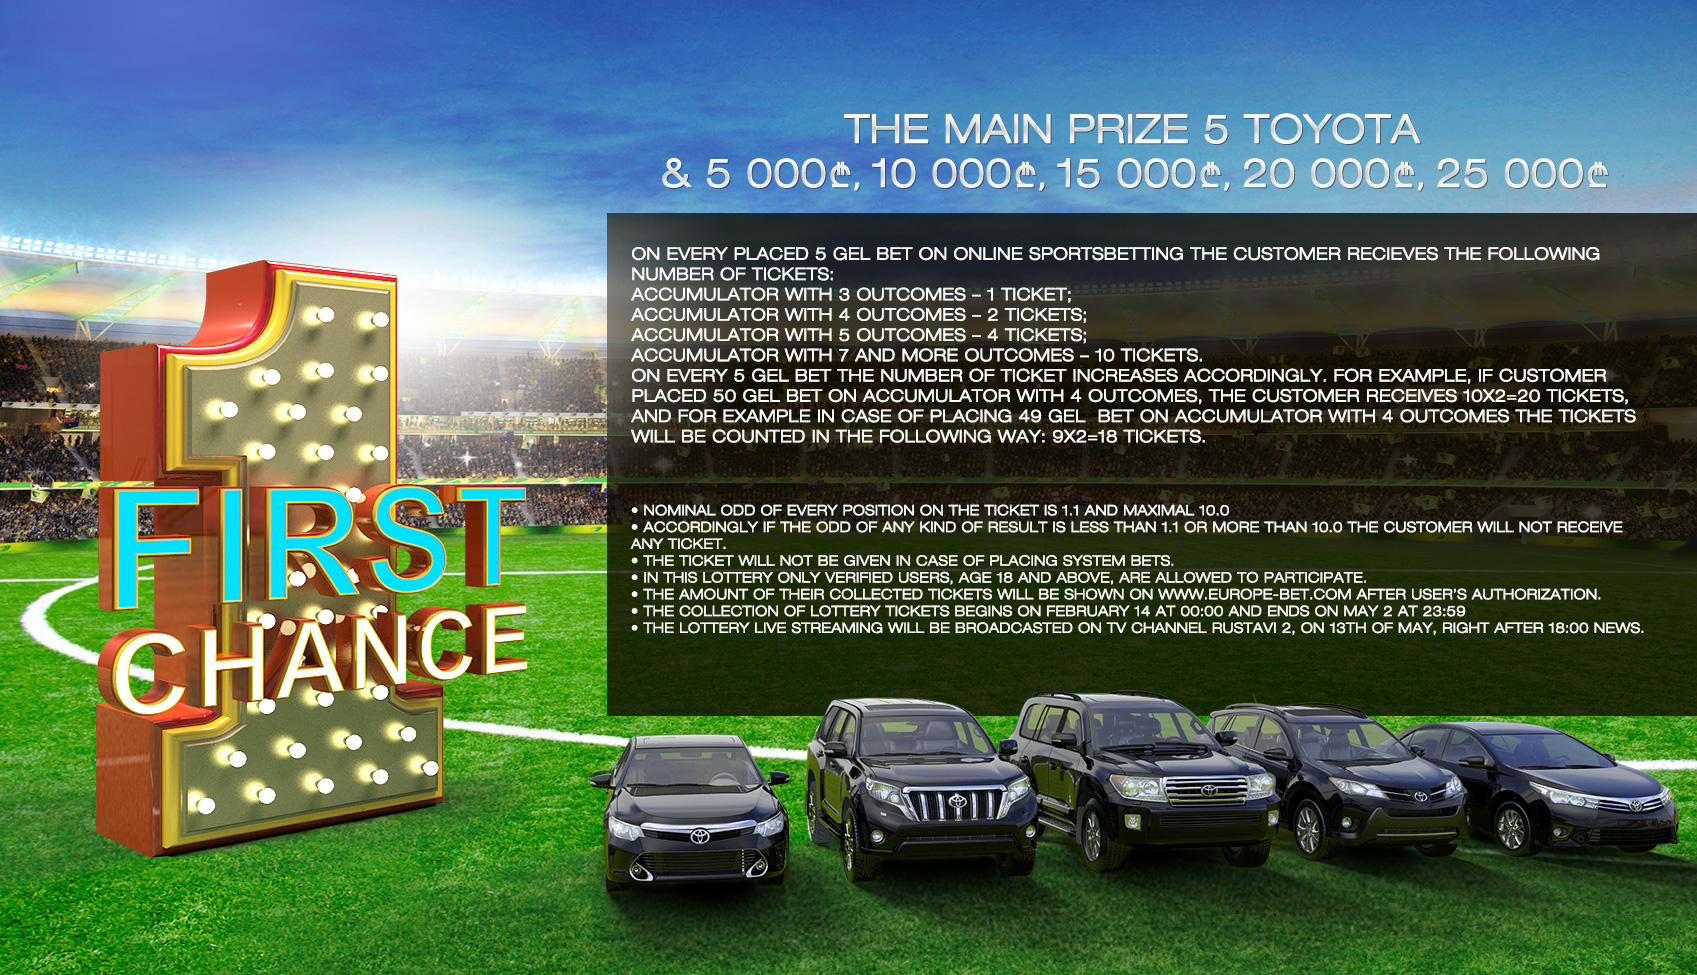 THE MAIN PRIZE 5 TOYOTA
& 5 000₾, 10 000₾, 15 000₾, 20 000₾, 25 000₾
ON EVERY PLACED 5 GEL BET ON ONLINE SPORTSBETTING THE CUSTOMER RECIEVES THE FOLLOWING
NUMBER OF TICKETS:
ACCUMULATOR WITH 3 OUTCOMES – 1 TICKET;
ACCUMULATOR WITH 4 OUTCOMES – 2 TICKETS;
ACCUMULATOR WITH 5 OUTCOMES – 4 TICKETS;
ACCUMULATOR WITH 7 AND MORE OUTCOMES – 10 TICKETS.
ON EVERY 5 GEL BET THE NUMBER OF TICKET INCREASES ACCORDINGLY. FOR EXAMPLE, IF CUSTOMER
PLACED 50 GEL BET ON ACCUMULATOR WITH 4 OUTCOMES, THE CUSTOMER RECEIVES 10X2=20 TICKETS,
AND FOR EXAMPLE IN CASE OF PLACING 49 GEL BET ON ACCUMULATOR WITH 4 OUTCOMES THE TICKETS
WILL BE COUNTED IN THE FOLLOWING WAY: 9X2=18 TICKETS.
• NOMINAL ODD OF EVERY POSITION ON THE TICKET IS 1.1 AND MAXIMAL 10.0
• ACCORDINGLY IF THE ODD OF ANY KIND OF RESULT IS LESS THAN 1.1 OR MORE THAN 10.0 THE CUSTOMER WILL NOT RECEIVE
ANY TICKET.
• THE TICKET WILL NOT BE GIVEN IN CASE OF PLACING SYSTEM BETS.
• IN THIS LOTTERY ONLY VERIFIED USERS, AGE 18 AND ABOVE, ARE ALLOWED TO PARTICIPATE.
• THE AMOUNT OF THEIR COLLECTED TICKETS WILL BE SHOWN ON WWW.EUROPE-BET.COM AFTER USER'S AUTHORIZATION.
• THE COLLECTION OF LOTTERY TICKETS BEGINS ON FEBRUARY 14 AT 00:00 AND ENDS ON MAY 2 AT 23:59
• THE LOTTERY LIVE STREAMING WILL BE BROADCASTED ON TV CHANNEL RUSTAVI 2, ON 13TH OF MAY, RIGHT AFTER 18:00 NEWS.
1
FIRST
CHANCE